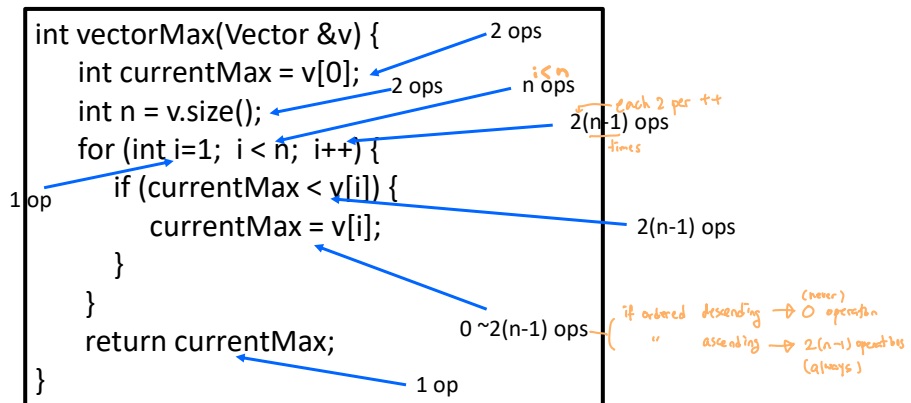 int vectorMax(Vector &v) {
2 ops
int currentMax = v[0];
i<n
int n = v.size();
2 ops
n ops
each 2 per ++
for (int i=1; i < n; i++) {
2(n-1) ops
times
1 op
if (currentMax < v[i]) {
currentMax = v[i];
2(n-1) ops
}
}
0 ~2(n-1) ops
(never)
if ordered descending → 0 operation
" ascending → 2(n-1) operations
(always)
return currentMax;
1 op
}